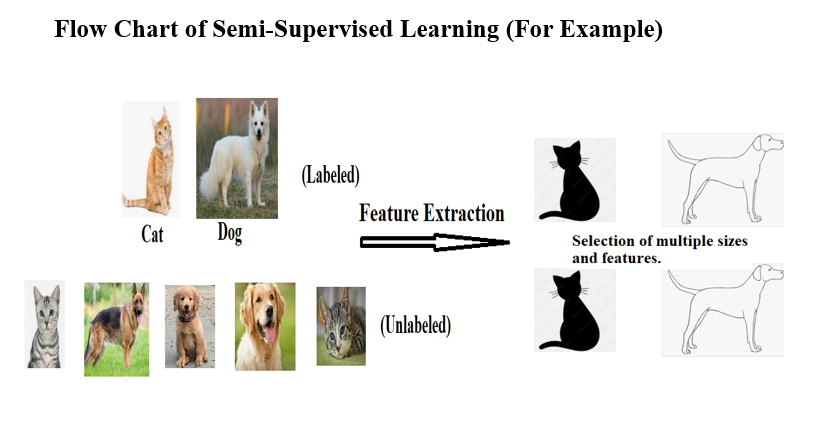 Flow Chart of Semi-Supervised Learning (For Example)
(Labeled)
Cat
Dog
Feature Extraction
Selection of multiple sizes
and features.
(Unlabeled)